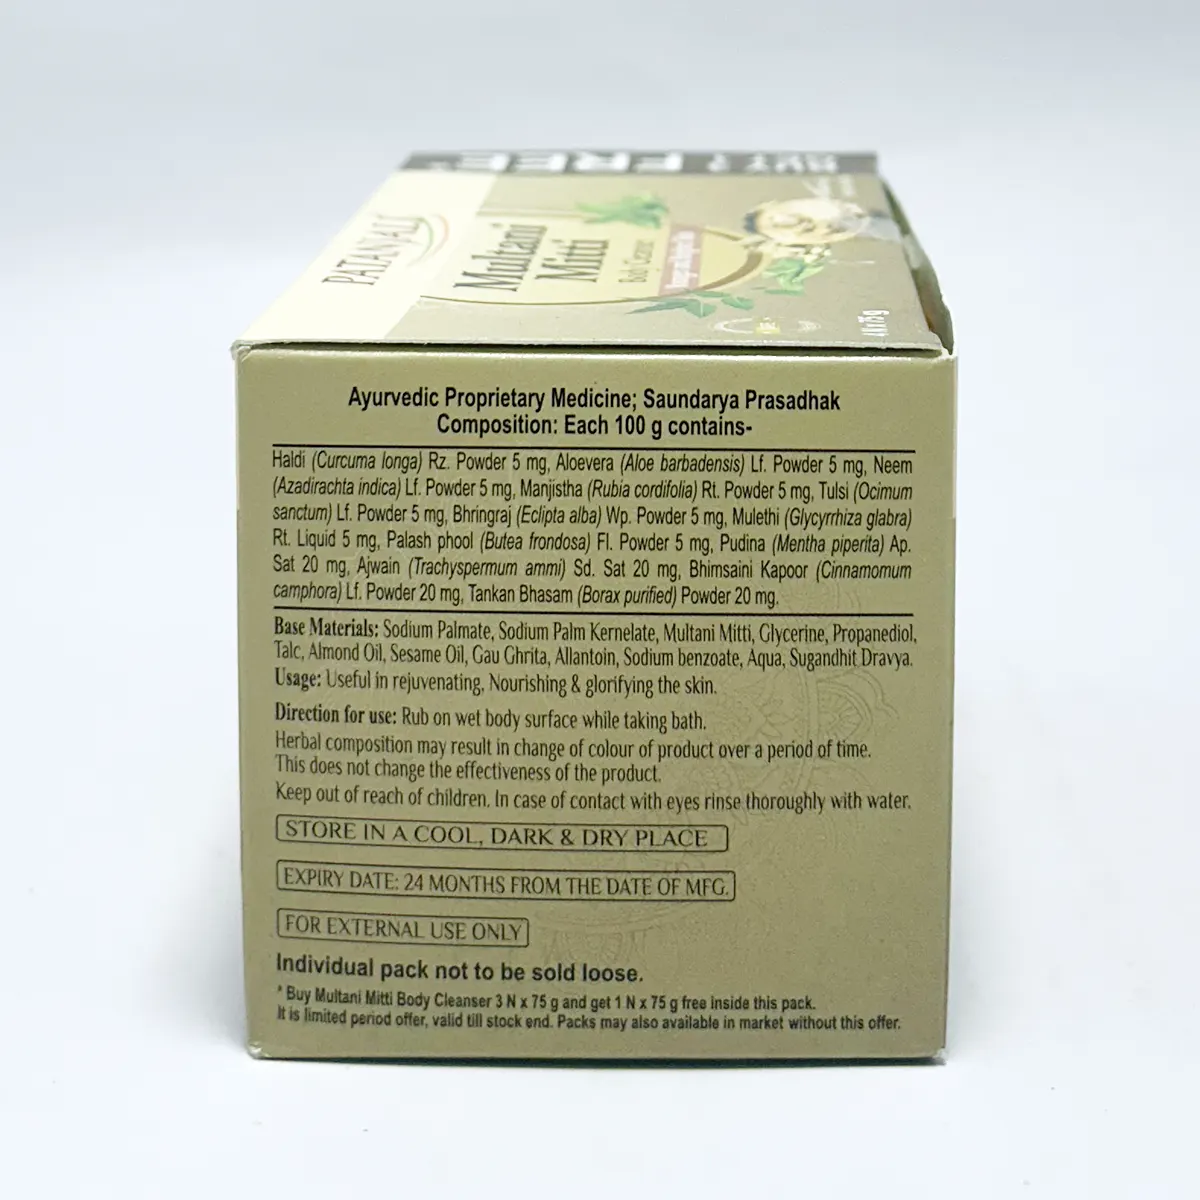 FREE
PATANJALI
Multani
Mitti
Body Cleanser
4 N x 75 g
Ayurvedic Proprietary Medicine; Saundarya Prasadhak
Composition: Each 100 g contains-
Haldi (Curcuma longa) Rz. Powder 5 mg, Aloevera (Aloe barbadensis) Lf. Powder 5 mg, Neem
(Azadirachta indica) Lf. Powder 5 mg, Manjistha (Rubia cordifolia) Rt. Powder 5 mg, Tulsi (Ocimum
sanctum) Lf. Powder 5 mg, Bhringraj (Eclipta alba) Wp. Powder 5 mg, Mulethi (Glycyrrhiza glabra)
Rt. Liquid 5 mg, Palash phool (Butea frondosa) Fl. Powder 5 mg, Pudina (Mentha piperita) Ap.
Sat 20 mg, Ajwain (Trachyspermum ammi) Sd. Sat 20 mg, Bhimsaini Kapoor (Cinnamomum
camphora) Lf. Powder 20 mg, Tankan Bhasam (Borax purified) Powder 20 mg.
Base Materials: Sodium Palmate, Sodium Palm Kernelate, Multani Mitti, Glycerine, Propanediol,
Talc, Almond Oil, Sesame Oil, Gau Ghrita, Allantoin, Sodium benzoate, Aqua, Sugandhit Dravya.
Usage: Useful in rejuvenating, Nourishing & glorifying the skin.
Direction for use: Rub on wet body surface while taking bath.
Herbal composition may result in change of colour of product over a period of time.
This does not change the effectiveness of the product.
Keep out of reach of children. In case of contact with eyes rinse thoroughly with water.
STORE IN A COOL, DARK & DRY PLACE
EXPIRY DATE: 24 MONTHS FROM THE DATE OF MFG.
FOR EXTERNAL USE ONLY
Individual pack not to be sold loose.
* Buy Multani Mitti Body Cleanser 3 N x 75 g and get 1 N x 75 g free inside this pack.
It is limited period offer, valid till stock end. Packs may also available in market without this offer.